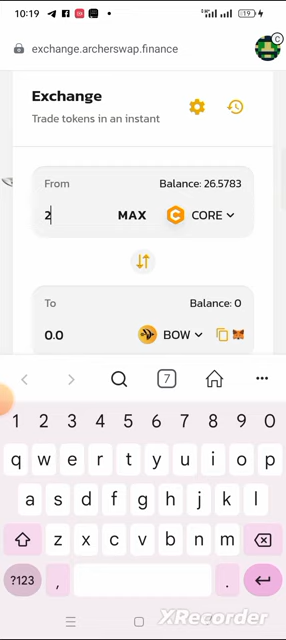 10:19
19
exchange.archerswap.finance
C
Exchange
Trade tokens in an instant
From
Balance: 26.5783
2
MAX
CORE
To
Balance: 0
0.0
BOW
7
1 2 3 4 5 6 7 8 9 0
q w e r t y u i o p
a s d f g h j k l
z x c v b n m
?123 , .
XRecorder